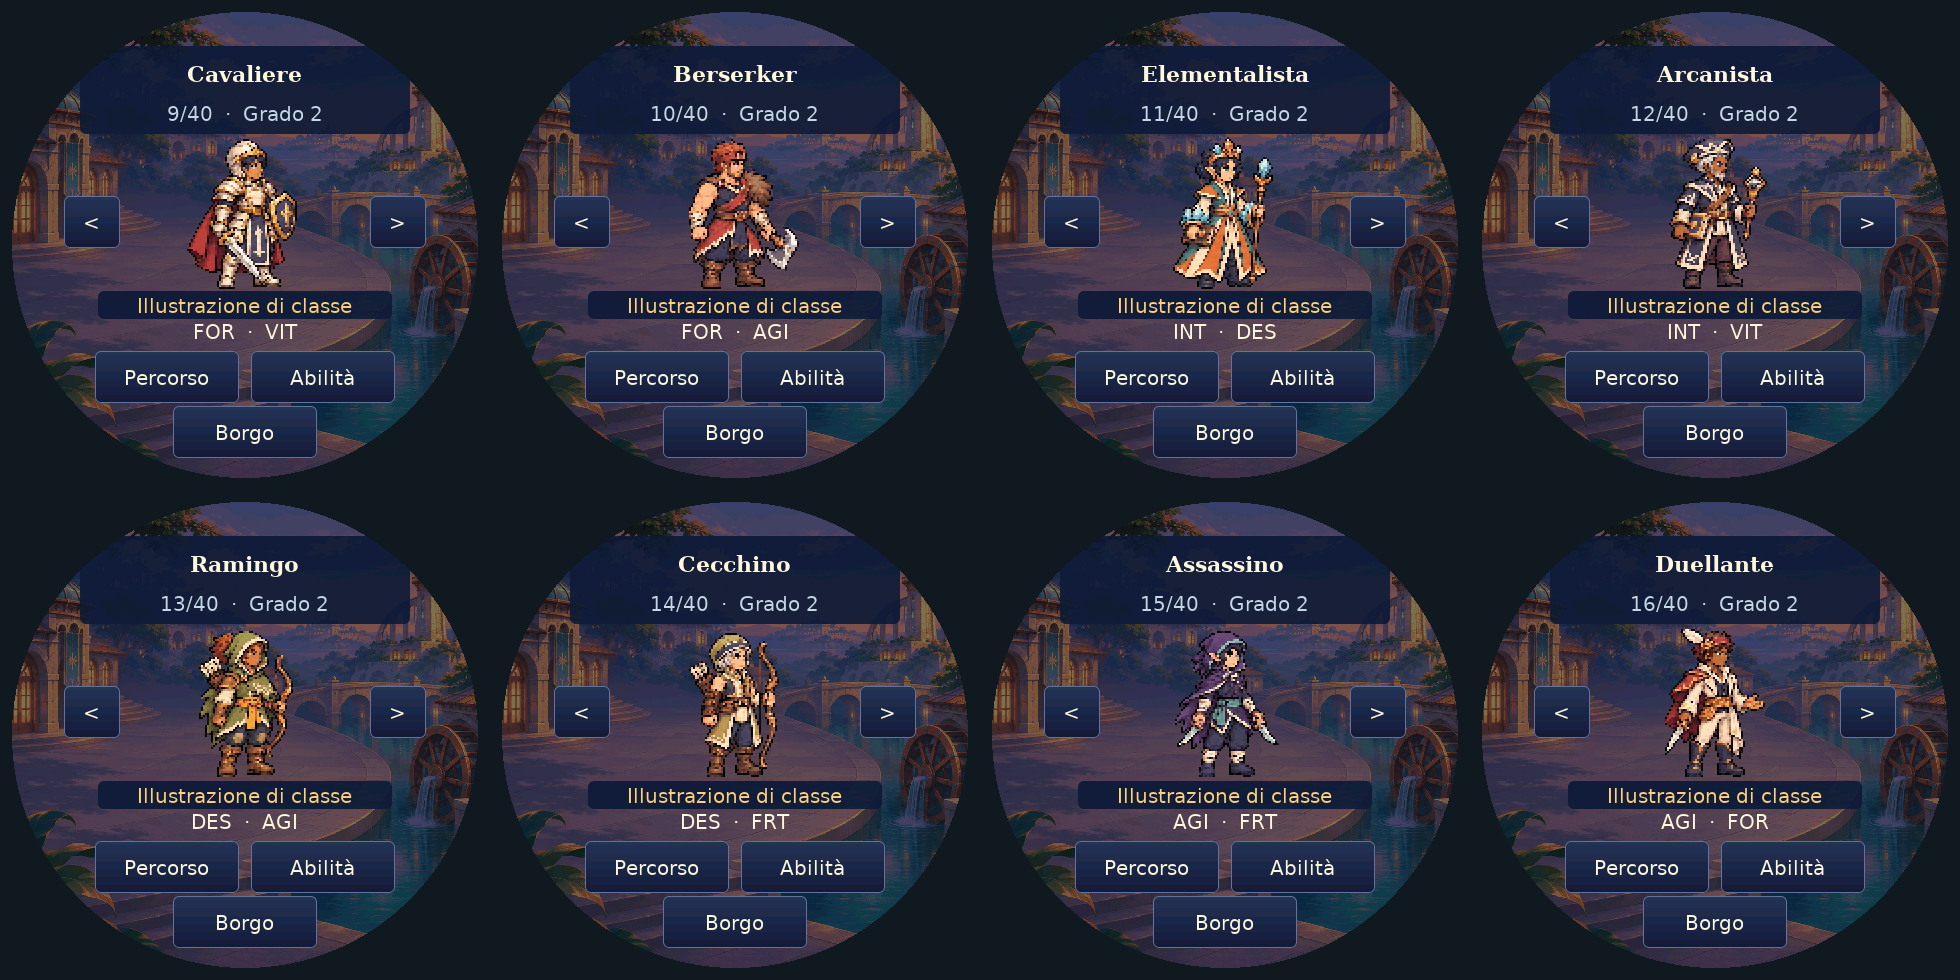 Cavaliere
9/40 · Grado 2
<
>
Illustrazione di classe
FOR · VIT
Percorso
Abilità
Borgo
Berserker
10/40 · Grado 2
<
>
Illustrazione di classe
FOR · AGI
Percorso
Abilità
Borgo
Elementalista
11/40 · Grado 2
<
>
Illustrazione di classe
INT · DES
Percorso
Abilità
Borgo
Arcanista
12/40 · Grado 2
<
>
Illustrazione di classe
INT · VIT
Percorso
Abilità
Borgo
Ramingo
13/40 · Grado 2
<
>
Illustrazione di classe
DES · AGI
Percorso
Abilità
Borgo
Cecchino
14/40 · Grado 2
<
>
Illustrazione di classe
DES · FRT
Percorso
Abilità
Borgo
Assassino
15/40 · Grado 2
<
>
Illustrazione di classe
AGI · FRT
Percorso
Abilità
Borgo
Duellante
16/40 · Grado 2
<
>
Illustrazione di classe
AGI · FOR
Percorso
Abilità
Borgo